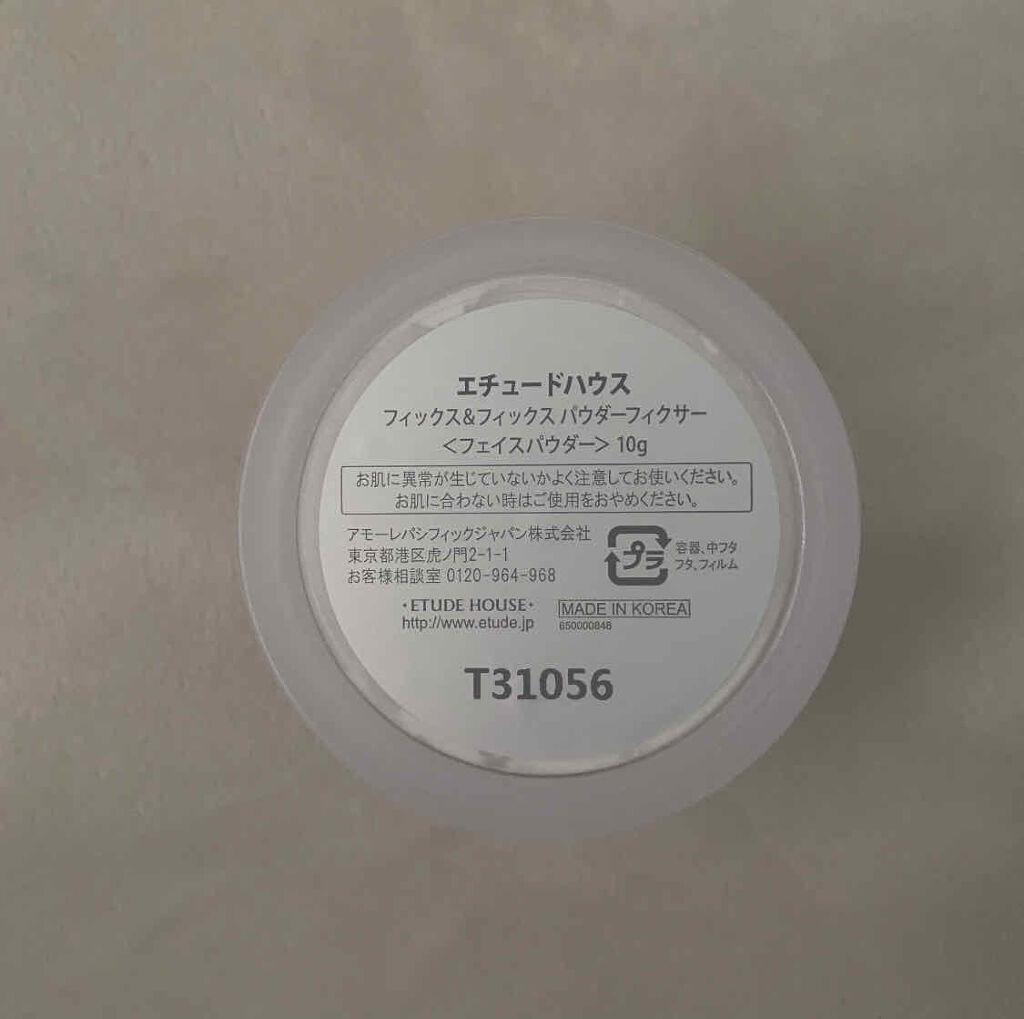 エチュードハウス
フィックス&フィックス パウダーフィクサー
<フェイスパウダー> 10g
お肌に異常が生じていないかよく注意してお使いください。
お肌に合わない時はご使用をおやめください。
アモーレパシフィックジャパン株式会社
東京都港区虎ノ門2-1-1
お客様相談室 0120-964-968
プラ
容器、中フタ
フタ、フィルム
・ETUDE HOUSE・
http://www.etude.jp
MADE IN KOREA
650000848
T31056